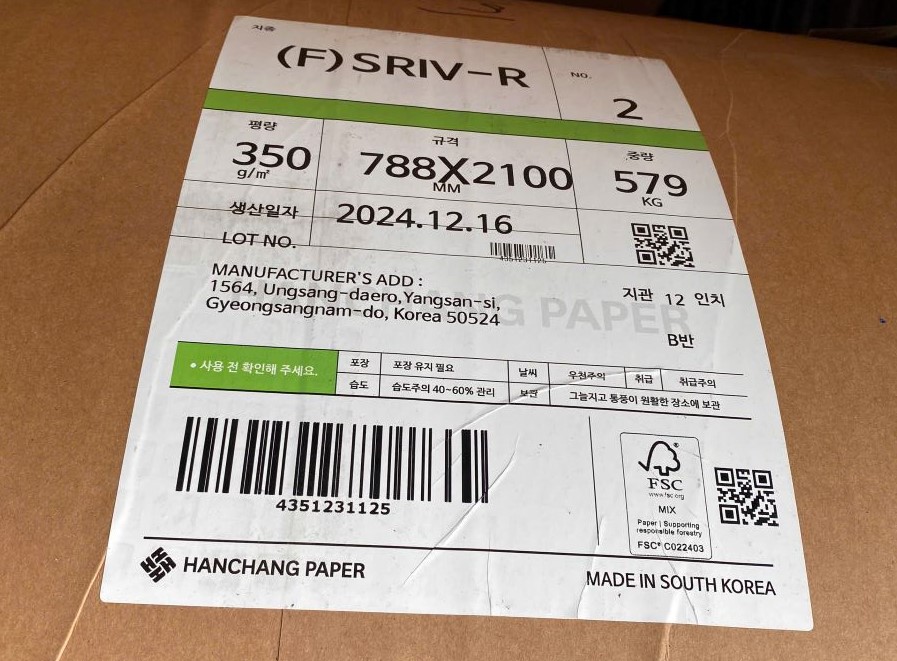 지종
(F) SRIV-R
NO.
2
평량
350
g/㎡
규격
788X2100
MM
중량
579
KG
생산일자
2024.12.16
LOT NO.
4351231125
MANUFACTURER'S ADD :
1564, Ungsang-daero,Yangsan-si,
Gyeongsangnam-do, Korea 50524
HANCHANG PAPER
지관 12 인치
B반
• 사용 전 확인해 주세요.
포장 포장 유지 필요 날씨 우천주의 취급 취급주의
습도 습도주의 40~60% 관리 보관 그늘지고 통풍이 원활한 장소에 보관
4351231125
FSC
www.fsc.org
MIX
Paper | Supporting
responsible forestry
FSC® C022403
HANCHANG PAPER
MADE IN SOUTH KOREA